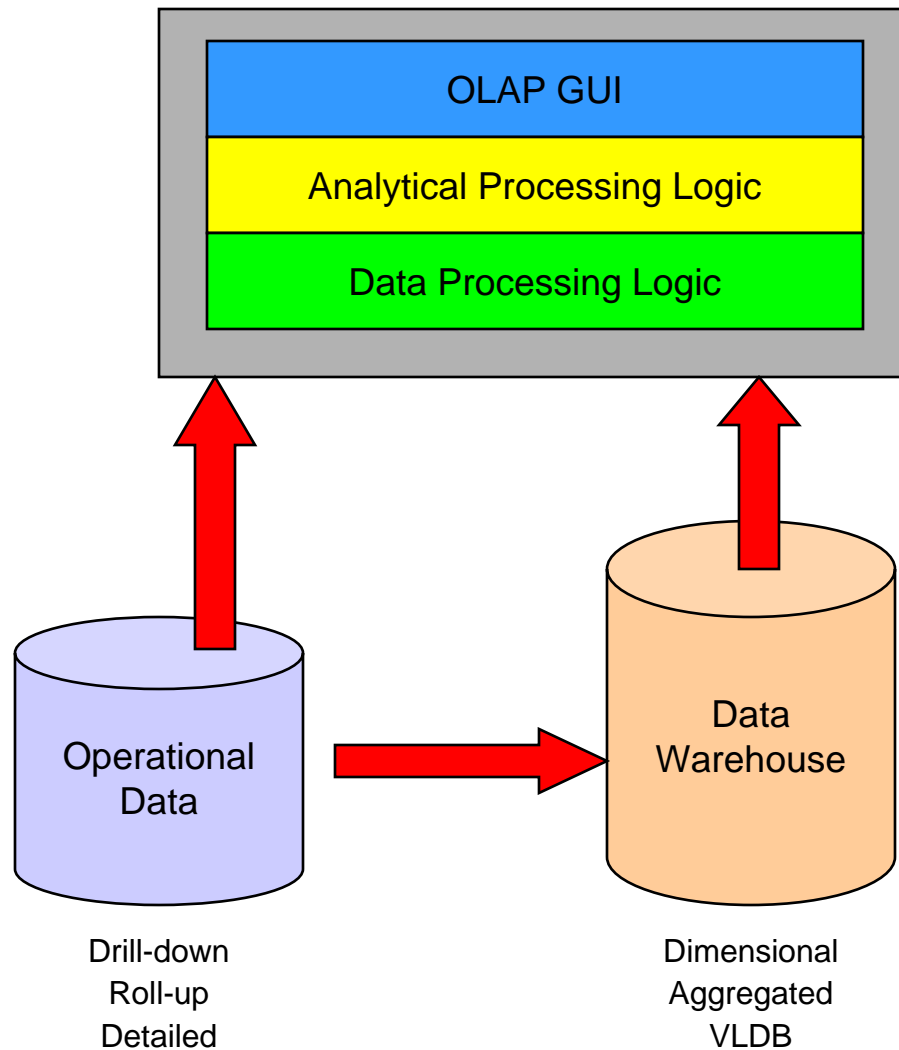 OLAP GUI
Analytical Processing Logic
Data Processing Logic
Operational
Data
Data
Warehouse
Drill-down
Roll-up
Detailed
Dimensional
Aggregated
VLDB